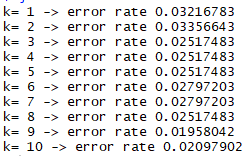 k= 1 -> error rate 0.03216783
k= 2 -> error rate 0.03356643
k= 3 -> error rate 0.02517483
k= 4 -> error rate 0.02517483
k= 5 -> error rate 0.02517483
k= 6 -> error rate 0.02797203
k= 7 -> error rate 0.02797203
k= 8 -> error rate 0.02517483
k= 9 -> error rate 0.01958042
k= 10 -> error rate 0.02097902